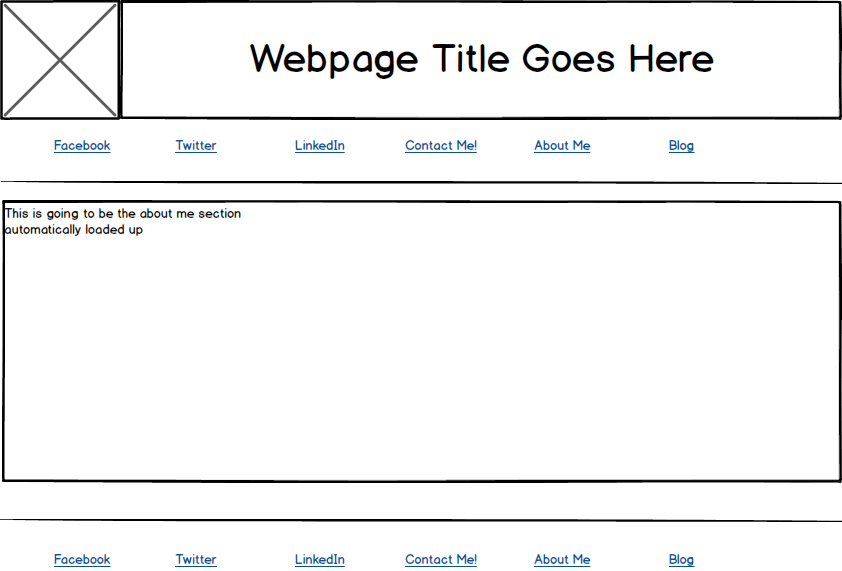 Webpage Title Goes Here
Facebook Twitter LinkedIn Contact Me! About Me Blog
This is going to be the about me section
automatically loaded up
Facebook Twitter LinkedIn Contact Me! About Me Blog